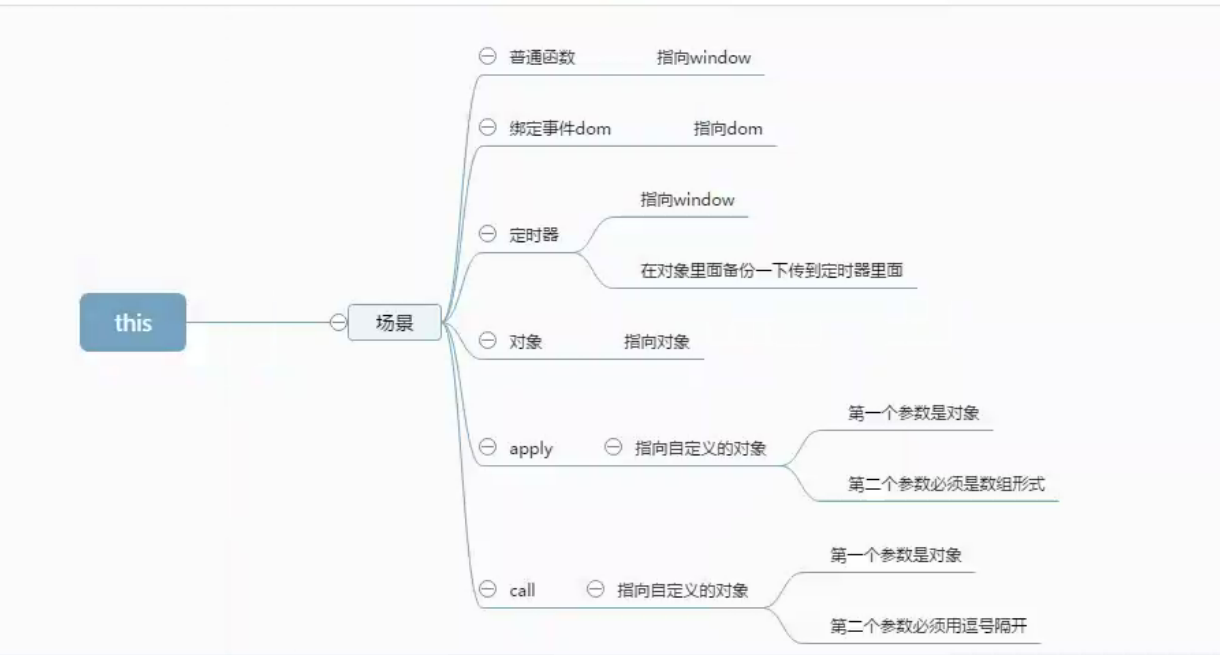 this
场景
普通函数 指向window
绑定事件dom 指向dom
定时器
指向window
在对象里面备份一下传到定时器里面
对象 指向对象
apply 指向自定义的对象
第一个参数是对象
第二个参数必须是数组形式
call 指向自定义的对象
第一个参数是对象
第二个参数必须用逗号隔开